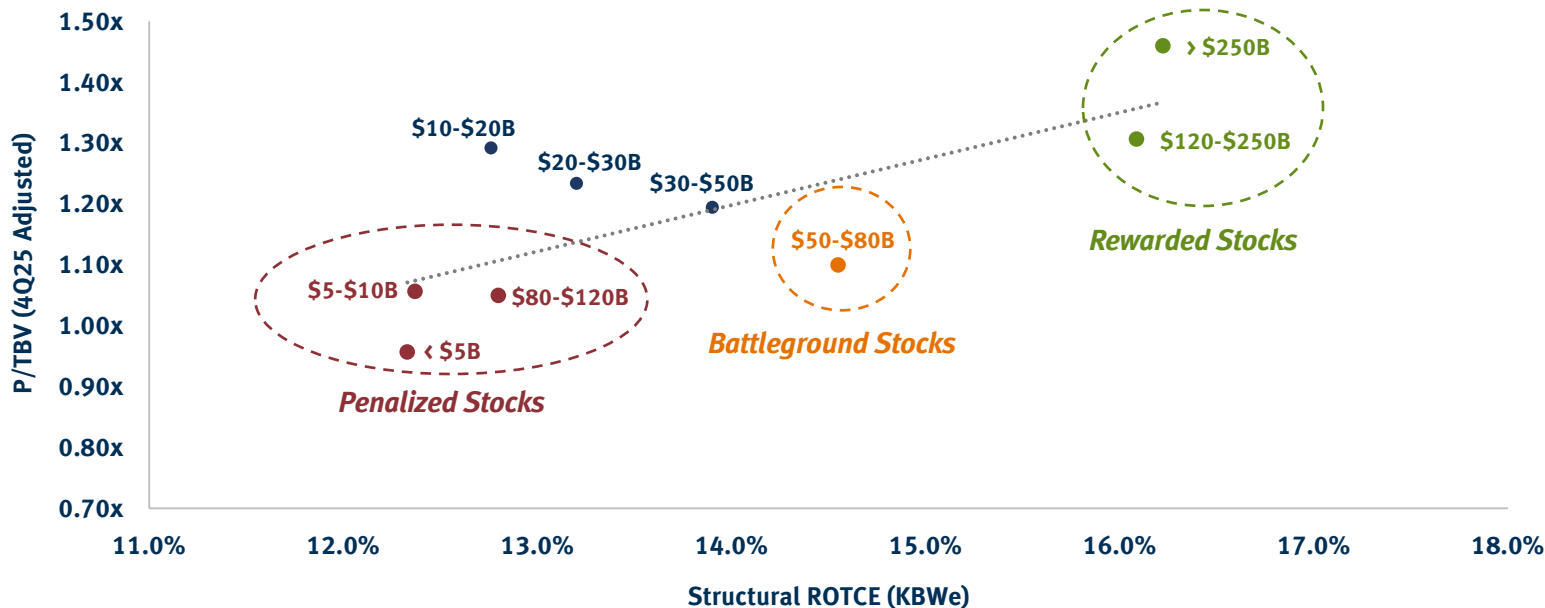 P/TBV (4Q25 Adjusted)
1.50x
1.40x
1.30x
1.20x
1.10x
1.00x
0.90x
0.80x
0.70x
> $250B
$120-$250B
Rewarded Stocks
$10-$20B
$20-$30B
$30-$50B
$50-$80B
Battleground Stocks
$5-$10B
$80-$120B
< $5B
Penalized Stocks
11.0%
12.0%
13.0%
14.0%
15.0%
16.0%
17.0%
18.0%
Structural ROTCE (KBWe)